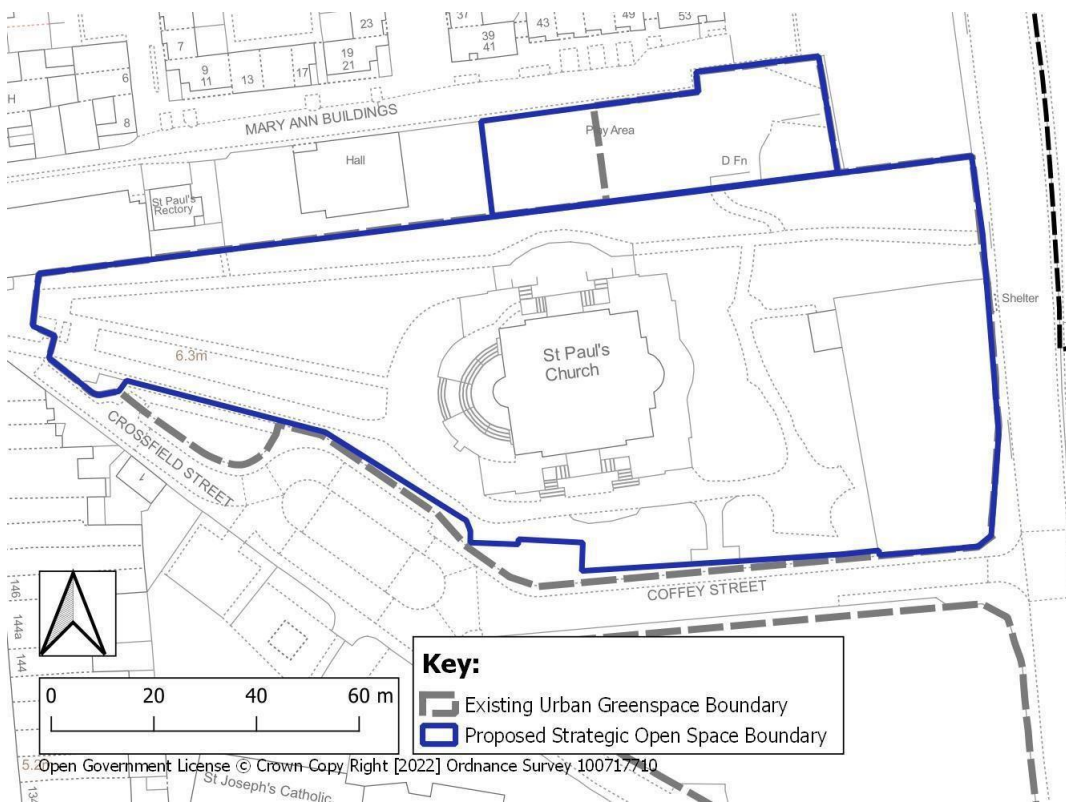 23
37
43
49
53
7
19
21
39
41
9
11
13
17
6
H
8
MARY ANN BUILDINGS
Play Area
Hall
D Fn
St Paul's
Rectory
Shelter
6.3m
St Paul's
Church
CROSSFIELD STREET
1
COFFEY STREET
146
144a
144
0 20 40 60 m
Key:
Existing Urban Greenspace Boundary
Proposed Strategic Open Space Boundary
Open Government License © Crown Copy Right [2022] Ordnance Survey 100717710
St Joseph's Catholic
134